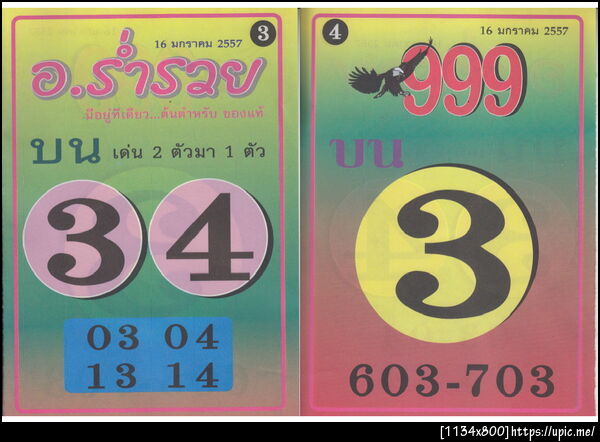 16 มกราคม 2557
3
อ.ร่ำรวย
มีอยู่ที่เดียว...ต้นตำหรับ ของแท้
บน เด่น 2 ตัวมา 1 ตัว
3 4
03 04
13 14
4
16 มกราคม 2557
999
บน
3
603-703
[1134x800]https://upic.me/